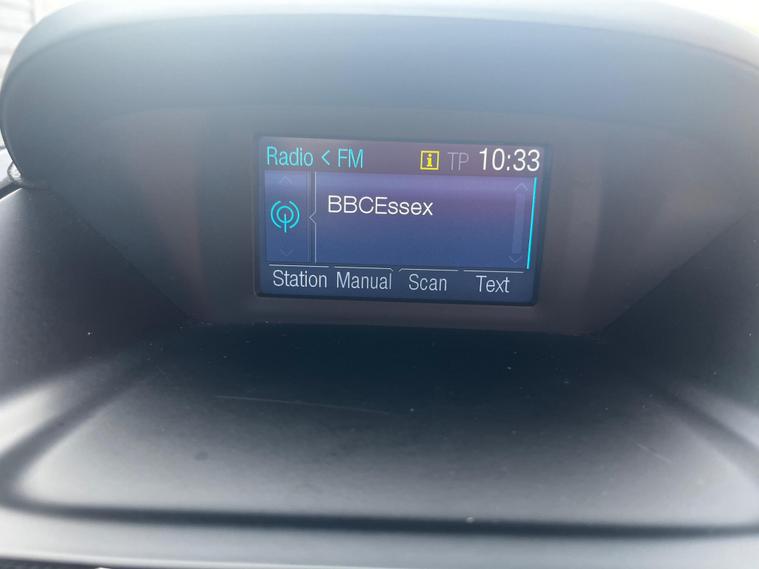 Radio < FM i TP 10:33
BBCEssex
Station Manual Scan Text